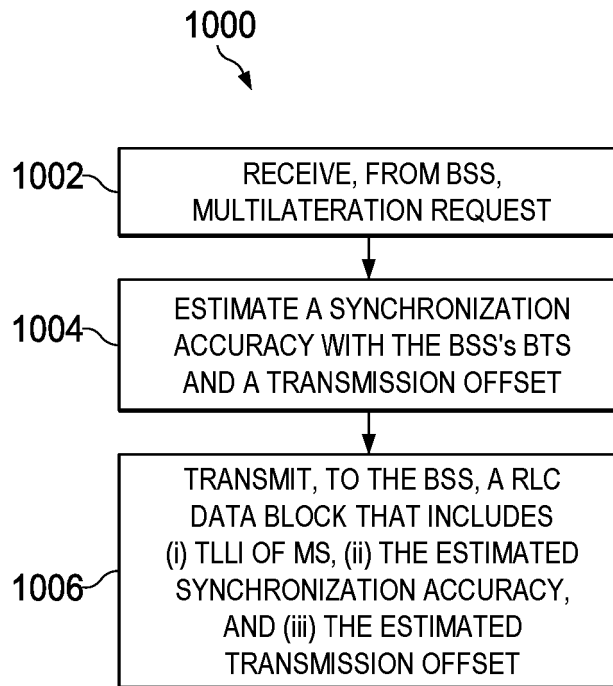 1000
1002
RECEIVE, FROM BSS,
MULTILATERATION REQUEST
1004
ESTIMATE A SYNCHRONIZATION
ACCURACY WITH THE BSS's BTS
AND A TRANSMISSION OFFSET
1006
TRANSMIT, TO THE BSS, A RLC
DATA BLOCK THAT INCLUDES
(i) TLLI OF MS, (ii) THE ESTIMATED
SYNCHRONIZATION ACCURACY,
AND (iii) THE ESTIMATED
TRANSMISSION OFFSET